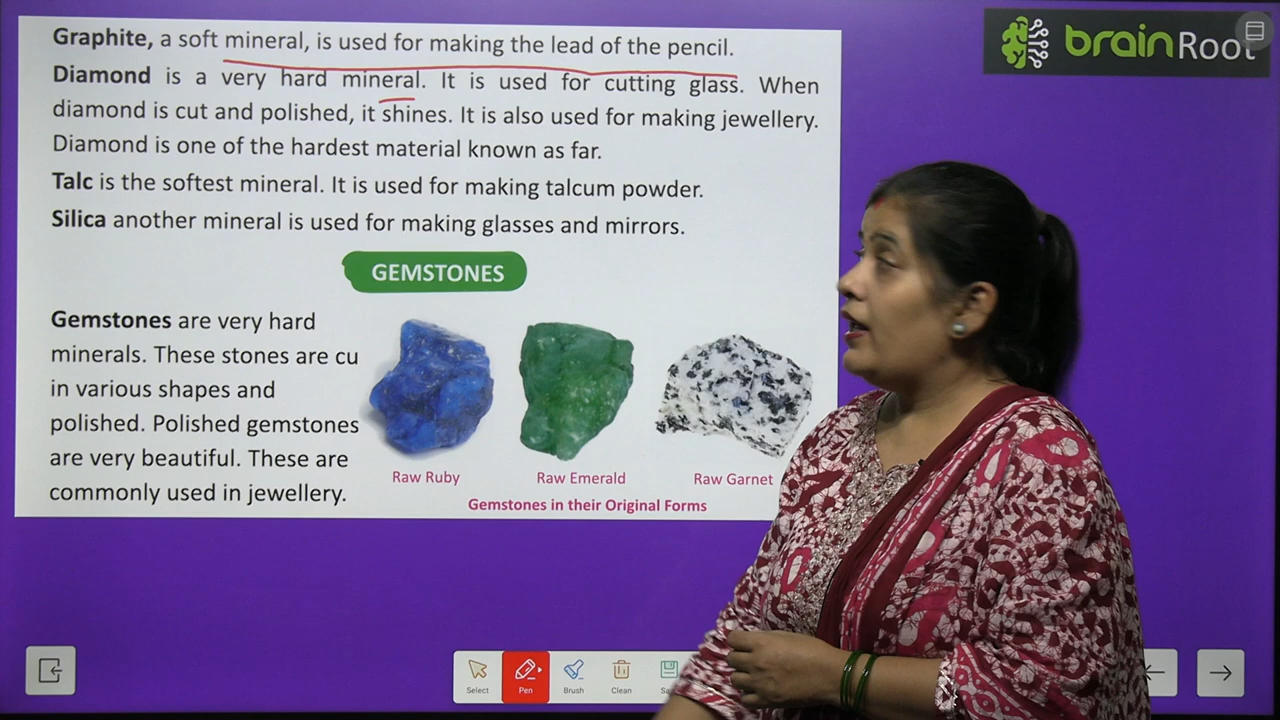 Graphite, a soft mineral, is used for making the lead of the pencil.
Diamond is a very hard mineral. It is used for cutting glass. When
diamond is cut and polished, it shines. It is also used for making jewellery.
Diamond is one of the hardest material known as far.
Talc is the softest mineral. It is used for making talcum powder.
Silica another mineral is used for making glasses and mirrors.
GEMSTONES
Gemstones are very hard
minerals. These stones are cu
in various shapes and
polished. Polished gemstones
are very beautiful. These are
commonly used in jewellery.
Raw Ruby
Raw Emerald
Raw Garnet
Gemstones in their Original Forms
brainRoot
Select
Pen
Brush
Clean